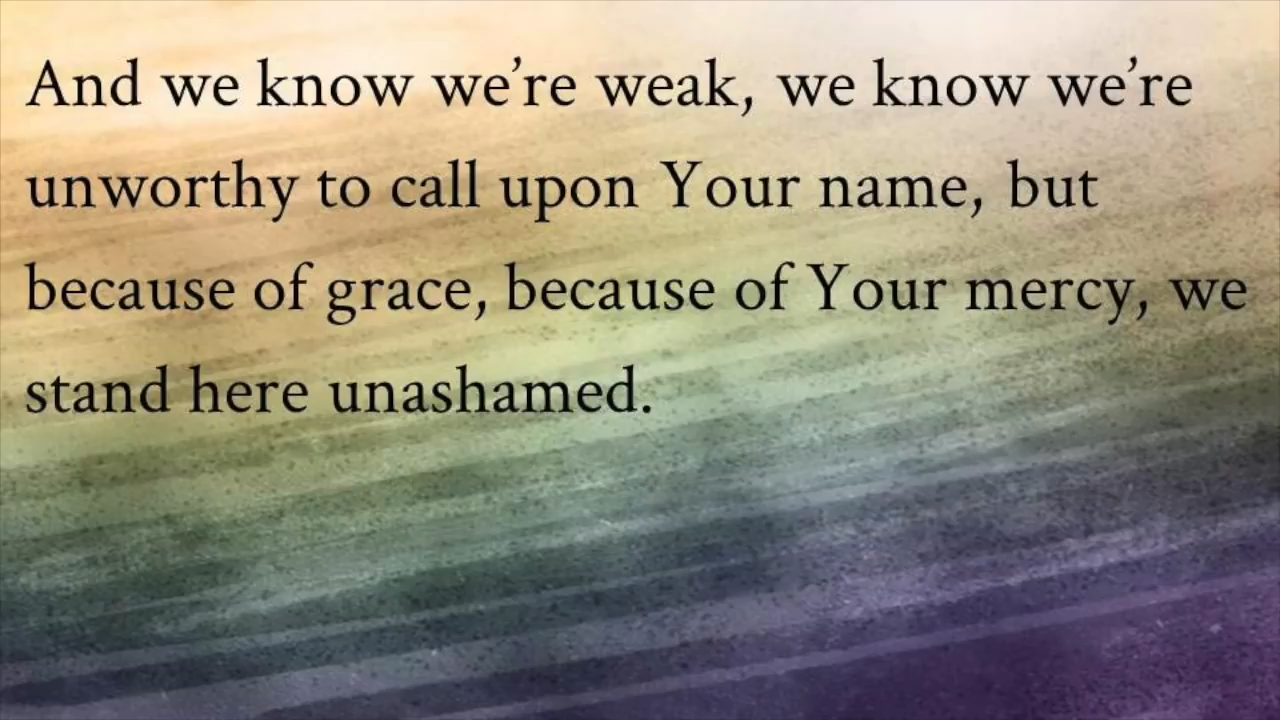 And we know we’re weak, we know we’re
unworthy to call upon Your name, but
because of grace, because of Your mercy, we
stand here unashamed.